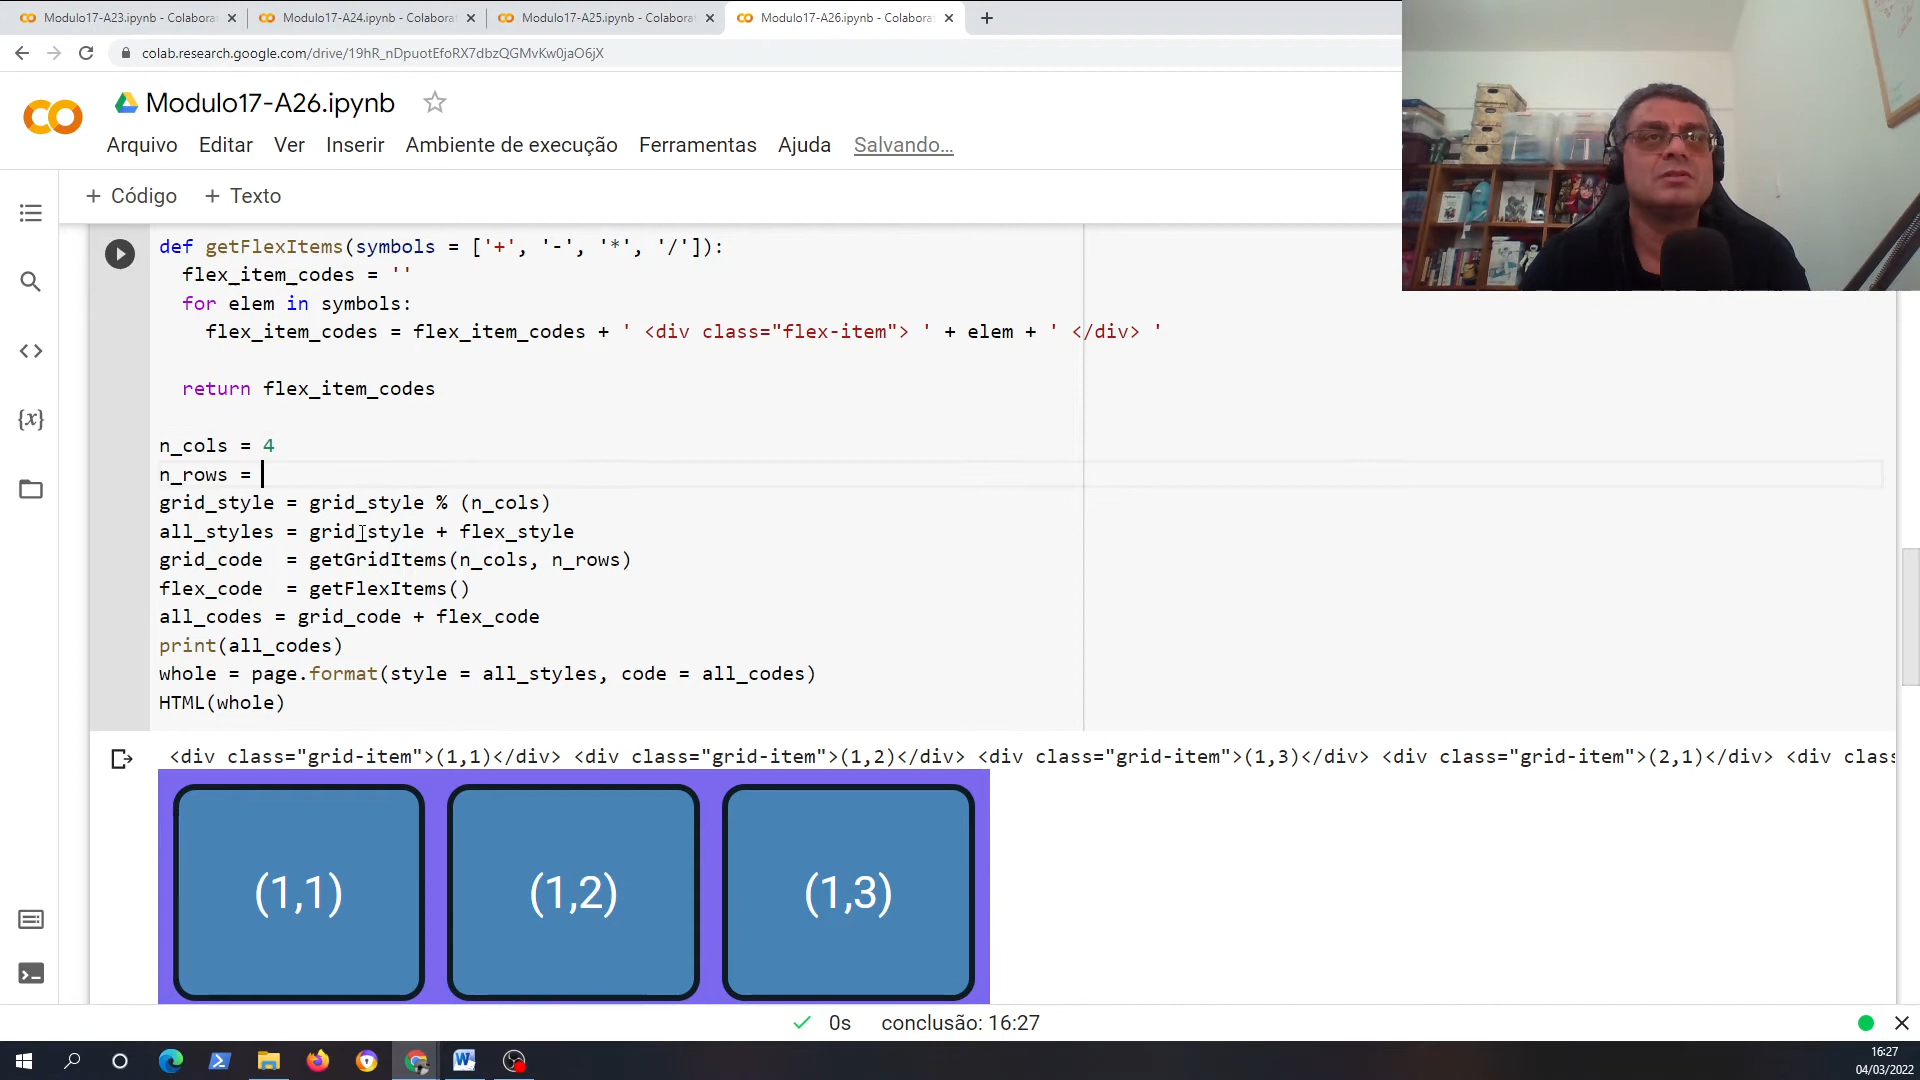 Modulo17-A23.ipynb - Colabora
Modulo17-A24.ipynb - Colabora
Modulo17-A25.ipynb - Colabora
Modulo17-A26.ipynb - Colabora
colab.research.google.com/drive/19hR_nDpuotEfoRX7dbzQGMvKw0jaO6jX
Modulo17-A26.ipynb
Arquivo Editar Ver Inserir Ambiente de execução Ferramentas Ajuda Salvando...
+ Código + Texto
def getFlexItems(symbols = ['+', '-', '*', '/']):
flex_item_codes = ''
for elem in symbols:
flex_item_codes = flex_item_codes + ' <div class="flex-item"> ' + elem + ' </div> '
return flex_item_codes
n_cols = 4
n_rows =
grid_style = grid_style % (n_cols)
all_styles = grid_style + flex_style
grid_code  = getGridItems(n_cols, n_rows)
flex_code  = getFlexItems()
all_codes = grid_code + flex_code
print(all_codes)
whole = page.format(style = all_styles, code = all_codes)
HTML(whole)
<div class="grid-item">(1,1)</div> <div class="grid-item">(1,2)</div> <div class="grid-item">(1,3)</div> <div class="grid-item">(2,1)</div> <div clas
(1,1) (1,2) (1,3)
0s conclusão: 16:27
16:27
04/03/2022